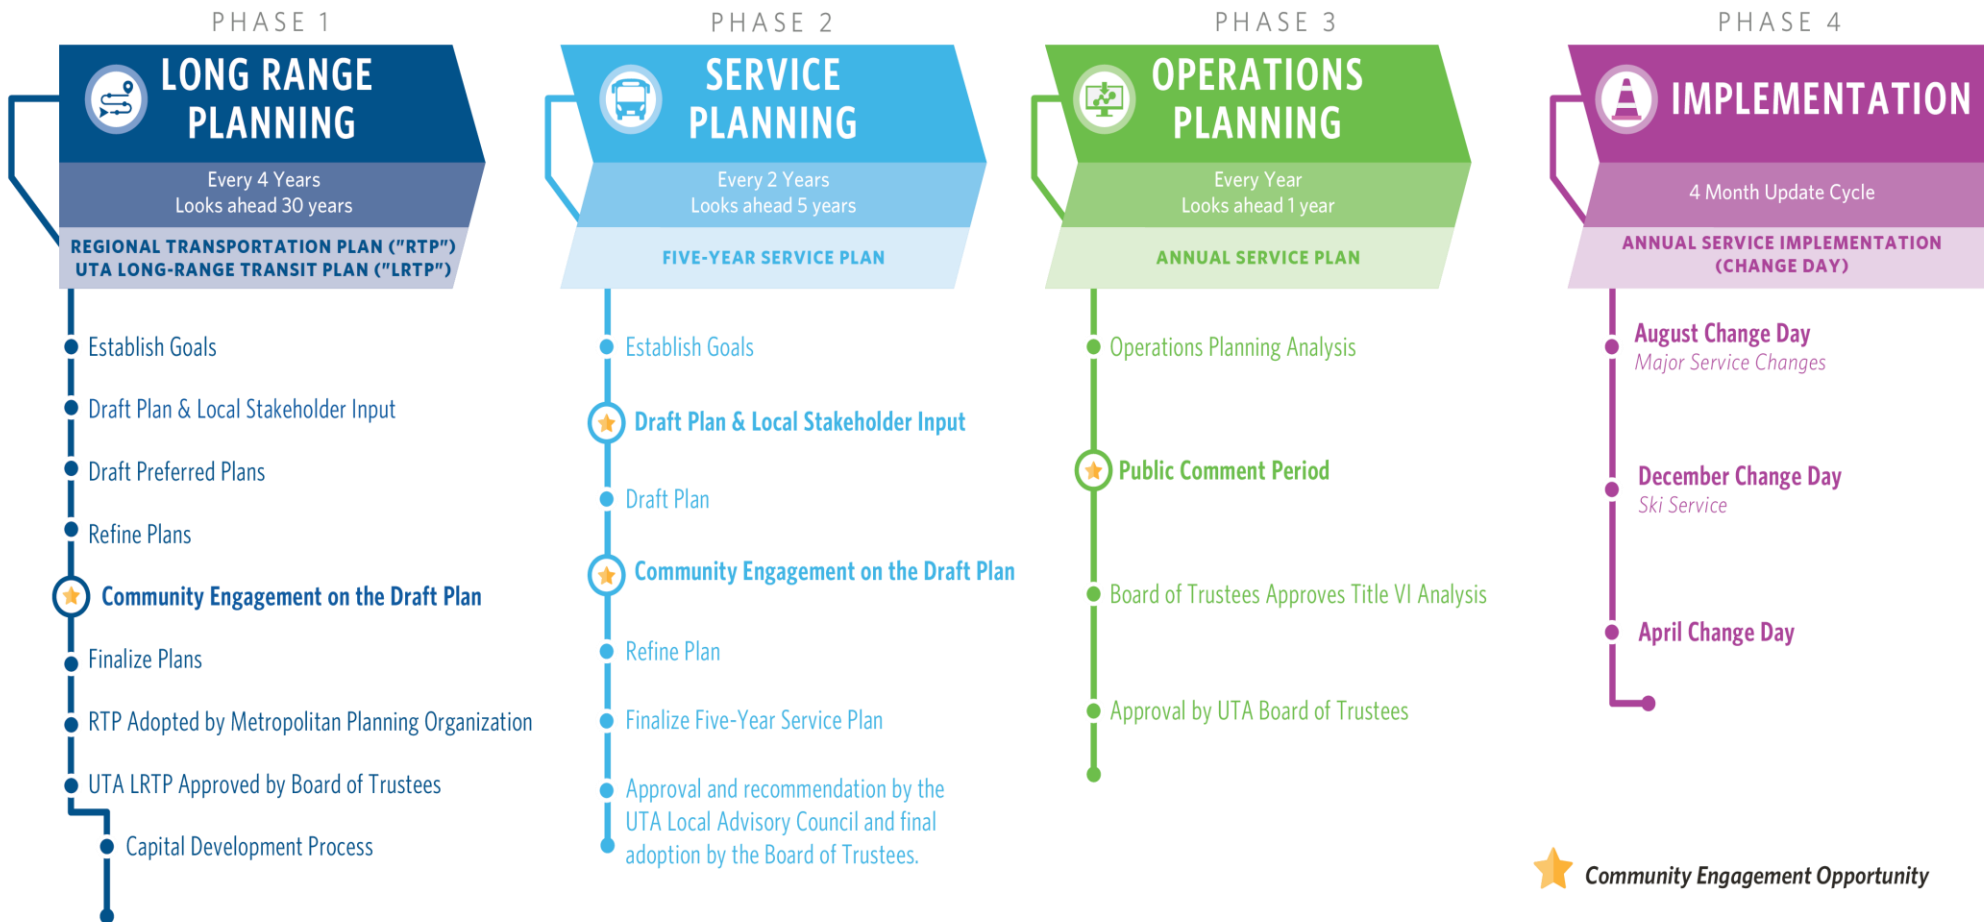 PHASE 1
LONG RANGE
PLANNING
Every 4 Years
Looks ahead 30 years
REGIONAL TRANSPORTATION PLAN ("RTP")
UTA LONG-RANGE TRANSIT PLAN ("LRTP")
Establish Goals
Draft Plan & Local Stakeholder Input
Draft Preferred Plans
Refine Plans
Community Engagement on the Draft Plan
Finalize Plans
RTP Adopted by Metropolitan Planning Organization
UTA LRTP Approved by Board of Trustees
Capital Development Process
PHASE 2
SERVICE
PLANNING
Every 2 Years
Looks ahead 5 years
FIVE-YEAR SERVICE PLAN
Establish Goals
Draft Plan & Local Stakeholder Input
Draft Plan
Community Engagement on the Draft Plan
Refine Plan
Finalize Five-Year Service Plan
Approval and recommendation by the
UTA Local Advisory Council and final
adoption by the Board of Trustees.
PHASE 3
OPERATIONS
PLANNING
Every Year
Looks ahead 1 year
ANNUAL SERVICE PLAN
Operations Planning Analysis
Public Comment Period
Board of Trustees Approves Title VI Analysis
Approval by UTA Board of Trustees
PHASE 4
IMPLEMENTATION
4 Month Update Cycle
ANNUAL SERVICE IMPLEMENTATION
(CHANGE DAY)
August Change Day
Major Service Changes
December Change Day
Ski Service
April Change Day
Community Engagement Opportunity